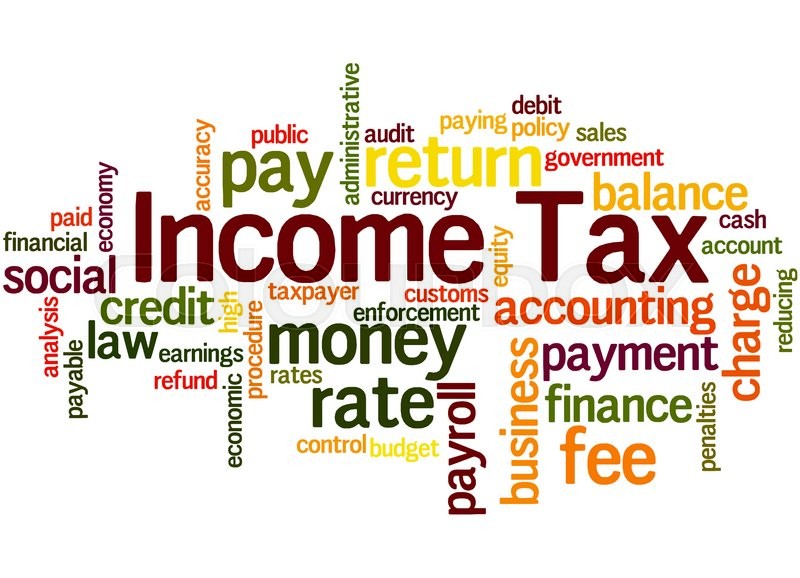 debit
paying
policy
sales
public
audit
administrative
accuracy
pay
return
government
currency
balance
economy
paid
financial
social
Income Tax
cash
account
equity
credit
high
taxpayer
customs
accounting
charge
reducing
analysis
payable
law
earnings
procedure
enforcement
money
payment
refund
economic
rates
rate
payroll
business
finance
penalties
control
budget
fee
colourbox